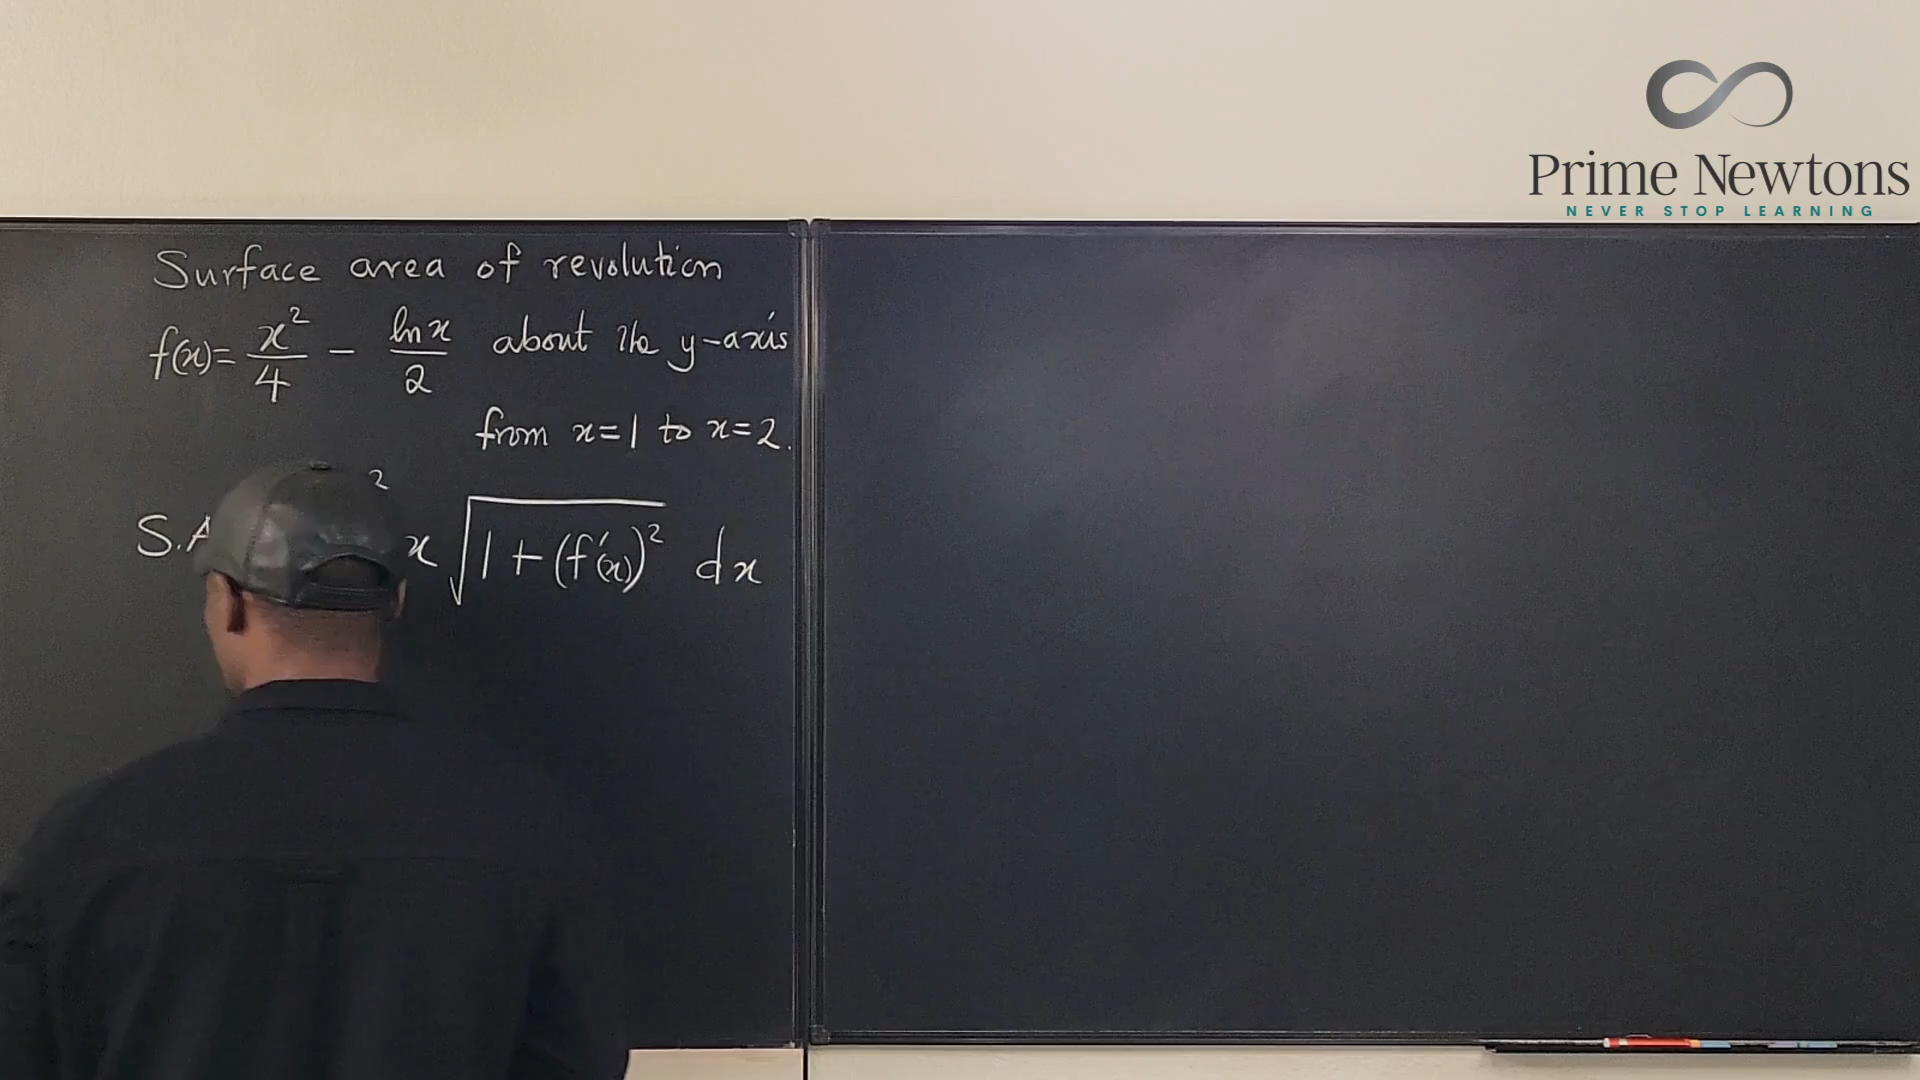 Prime Newtons
NEVER STOP LEARNING
Surface area of revolution
f(x) = x²/4 - ln x/2 about the y-axis
from x=1 to x=2.
S.A 2 x √(1 + (f'(x))²) dx